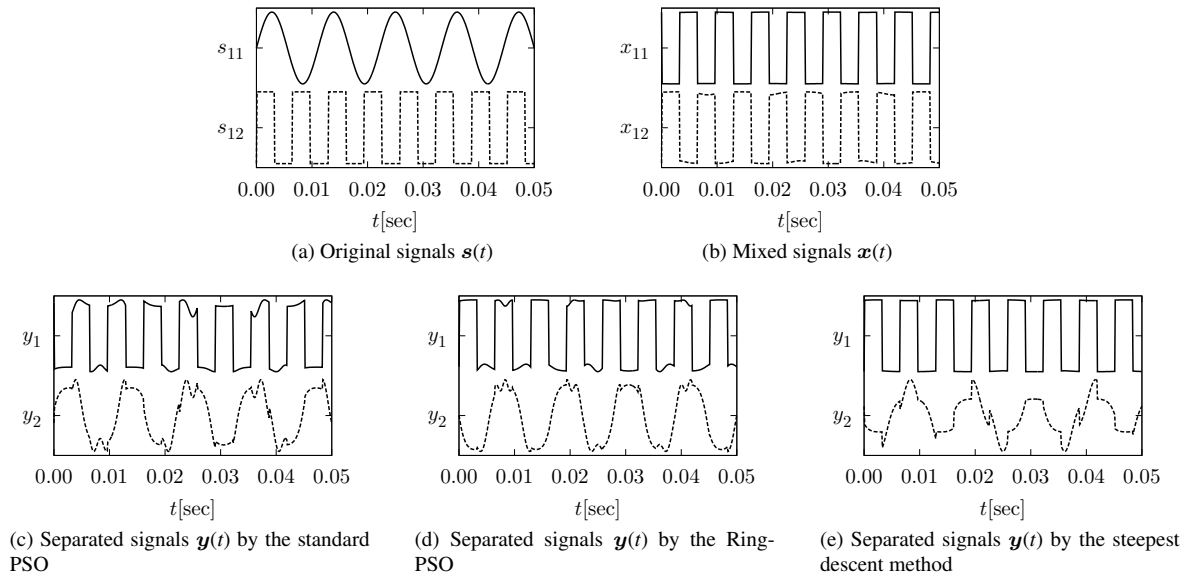 s11
s12
0.00 0.01 0.02 0.03 0.04 0.05
t[sec]
(a) Original signals s(t)
x11
x12
0.00 0.01 0.02 0.03 0.04 0.05
t[sec]
(b) Mixed signals x(t)
y1
y2
0.00 0.01 0.02 0.03 0.04 0.05
t[sec]
(c) Separated signals y(t) by the standard
PSO
y1
y2
0.00 0.01 0.02 0.03 0.04 0.05
t[sec]
(d) Separated signals y(t) by the Ring-
PSO
y1
y2
0.00 0.01 0.02 0.03 0.04 0.05
t[sec]
(e) Separated signals y(t) by the steepest
descent method